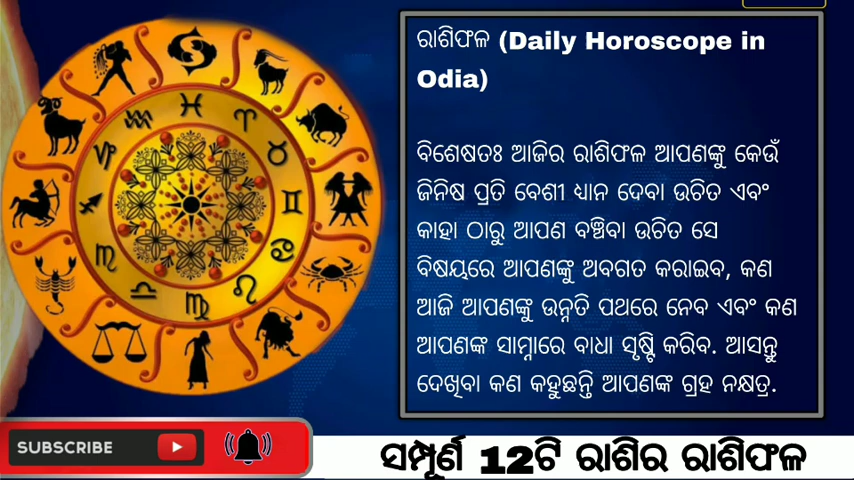 ରାଶିଫଳ (Daily Horoscope in
Odia)
ବିଶେଷତଃ ଆଜିର ରାଶିଫଳ ଆପଣଙ୍କୁ କେଉଁ
ଜିନିଷ ପ୍ରତି ବେଶୀ ଧ୍ୟାନ ଦେବା ଉଚିତ ଏବଂ
କାହା ଠାରୁ ଆପଣ ବଞ୍ଚିବା ଉଚିତ ସେ
ବିଷୟରେ ଆପଣଙ୍କୁ ଅବଗତ କରାଇବ, କଣ
ଆଜି ଆପଣଙ୍କୁ ଉନ୍ନତି ପଥରେ ନେବ ଏବଂ କଣ
ଆପଣଙ୍କ ସାମ୍ନାରେ ବାଧା ସୃଷ୍ଟି କରିବ. ଆସନ୍ତୁ
ଦେଖିବା କଣ କହୁଛନ୍ତି ଆପଣଙ୍କ ଗ୍ରହ ନକ୍ଷତ୍ର.
SUBSCRIBE
ସମ୍ପୂର୍ଣ 12ଟି ରାଶିର ରାଶିଫଳ